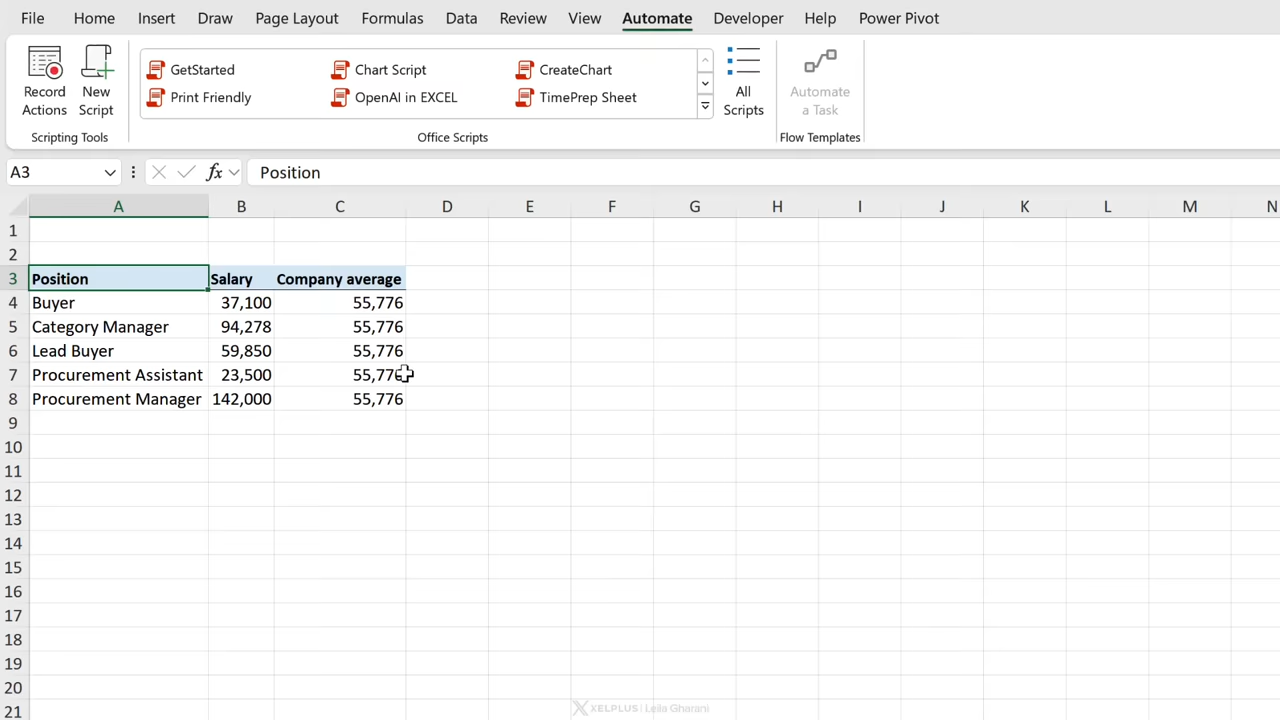 File Home Insert Draw Page Layout Formulas Data Review View Automate Developer Help Power Pivot
Record Actions
New Script
GetStarted Chart Script CreateChart
Print Friendly OpenAI in EXCEL TimePrep Sheet
All Scripts
Automate a Task
Scripting Tools Office Scripts Flow Templates
A3 fx Position
A B C D E F G H I J K L M N
1
2
3 Position Salary Company average
4 Buyer 37,100 55,776
5 Category Manager 94,278 55,776
6 Lead Buyer 59,850 55,776
7 Procurement Assistant 23,500 55,776
8 Procurement Manager 142,000 55,776
9
10
11
12
13
14
15
16
17
18
19
20
21
XELPLUS | Leila Gharani